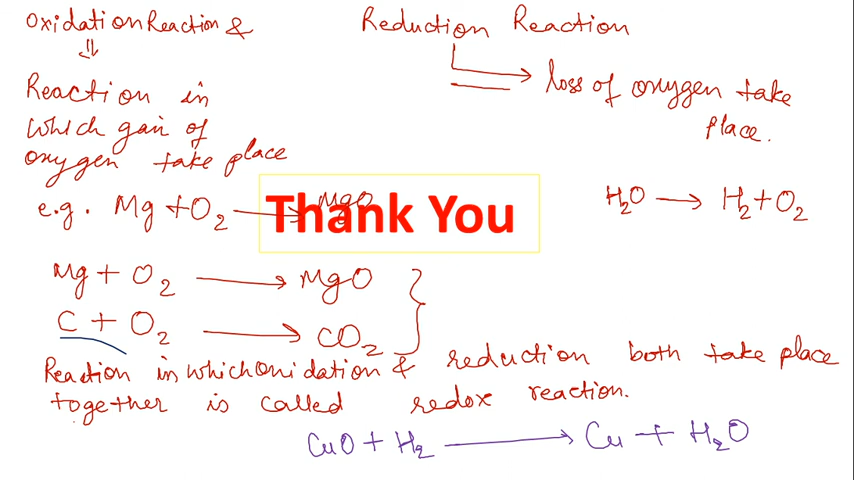 Oxidation Reaction &
Reduction Reaction
⇓
Reaction in
which gain of
oxygen take place
loss of oxygen take
place.
e.g. Mg + O₂ → MgO
H₂O → H₂ + O₂
Thank You
Mg + O₂ → MgO
C + O₂ → CO₂
Reaction in which onidation & reduction both take place
together is called redox reaction.
CuO + H₂ → Cu + H₂O